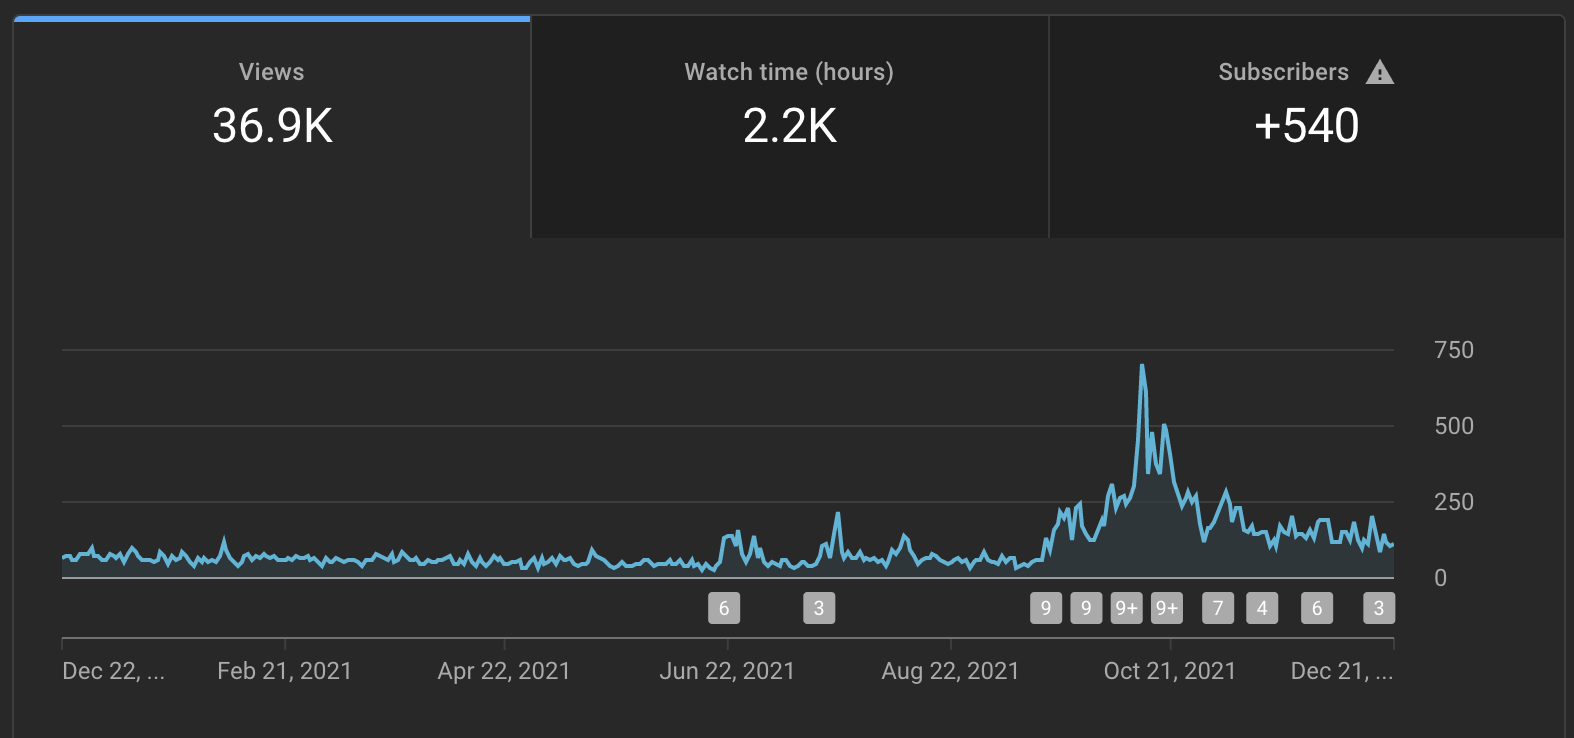 Views
36.9K
Watch time (hours)
2.2K
Subscribers
+540
750
500
250
0
6 3 9 9 9+ 9+ 7 4 6 3
Dec 22, ... Feb 21, 2021 Apr 22, 2021 Jun 22, 2021 Aug 22, 2021 Oct 21, 2021 Dec 21, ...